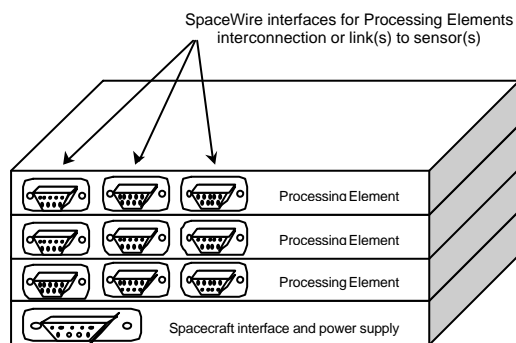 SpaceWire interfaces for Processing Elements
interconnection or link(s) to sensor(s)
Processing Element
Processing Element
Processing Element
Spacecraft interface and power supply